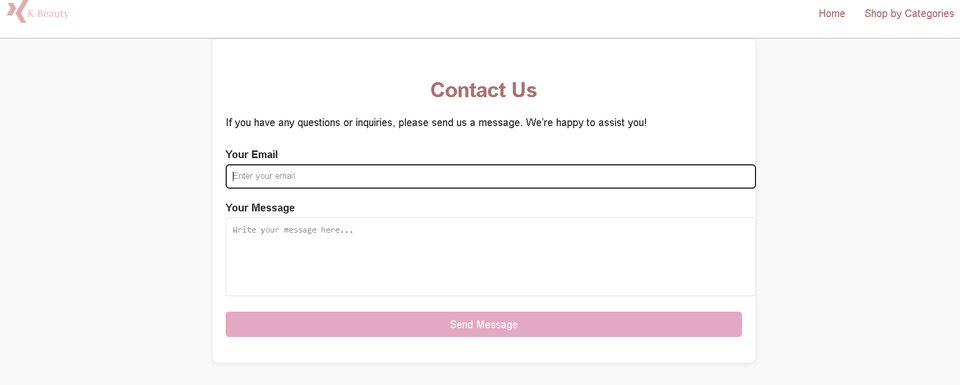 K-Beauty
Home
Shop by Categories
Contact Us
If you have any questions or inquiries, please send us a message. We're happy to assist you!
Your Email
Enter your email
Your Message
Write your message here...
Send Message